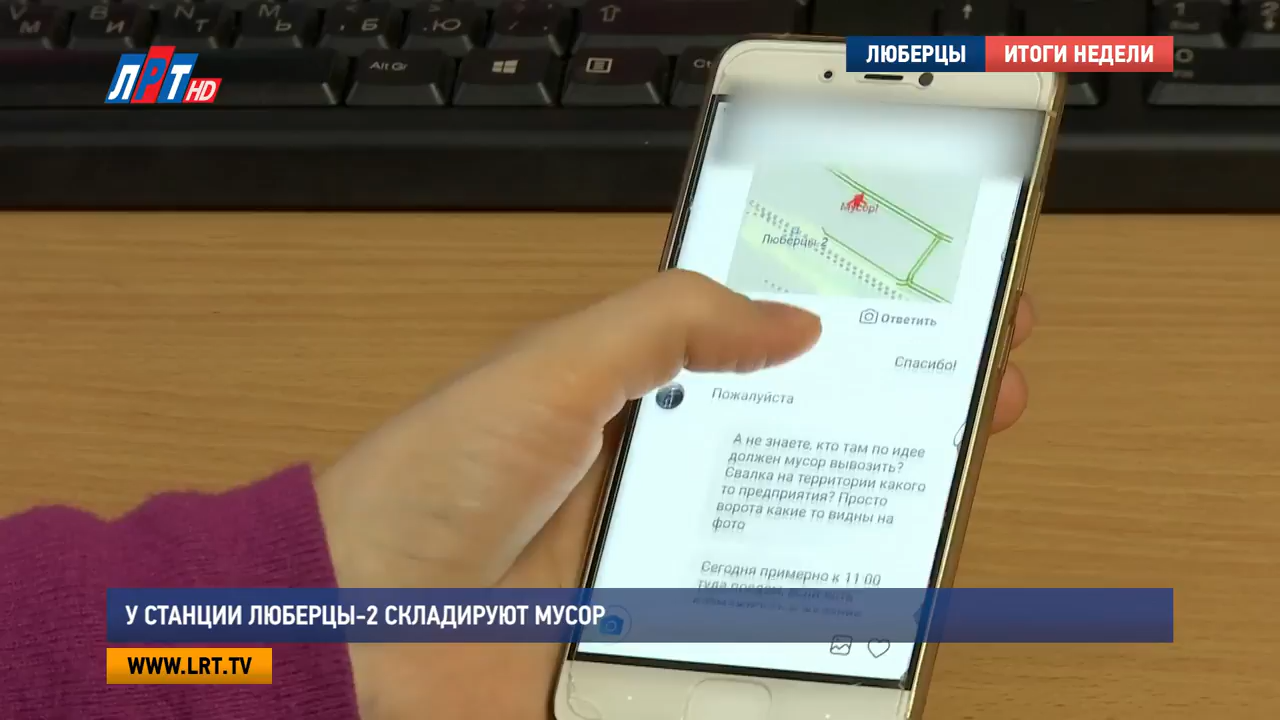 Alt Gr
ЛРТ HD
ЛЮБЕРЦЫ
ИТОГИ НЕДЕЛИ
Мусор!
Люберцы-2
Ответить
Спасибо!
Пожалуйста
А не знаете, кто там по идее
должен мусор вывозить?
Свалка на территории какого
то предприятия? Просто
ворота какие то видны на
фото
Сегодня примерно к 11 00
У СТАНЦИИ ЛЮБЕРЦЫ-2 СКЛАДИРУЮТ МУСОР
WWW.LRT.TV